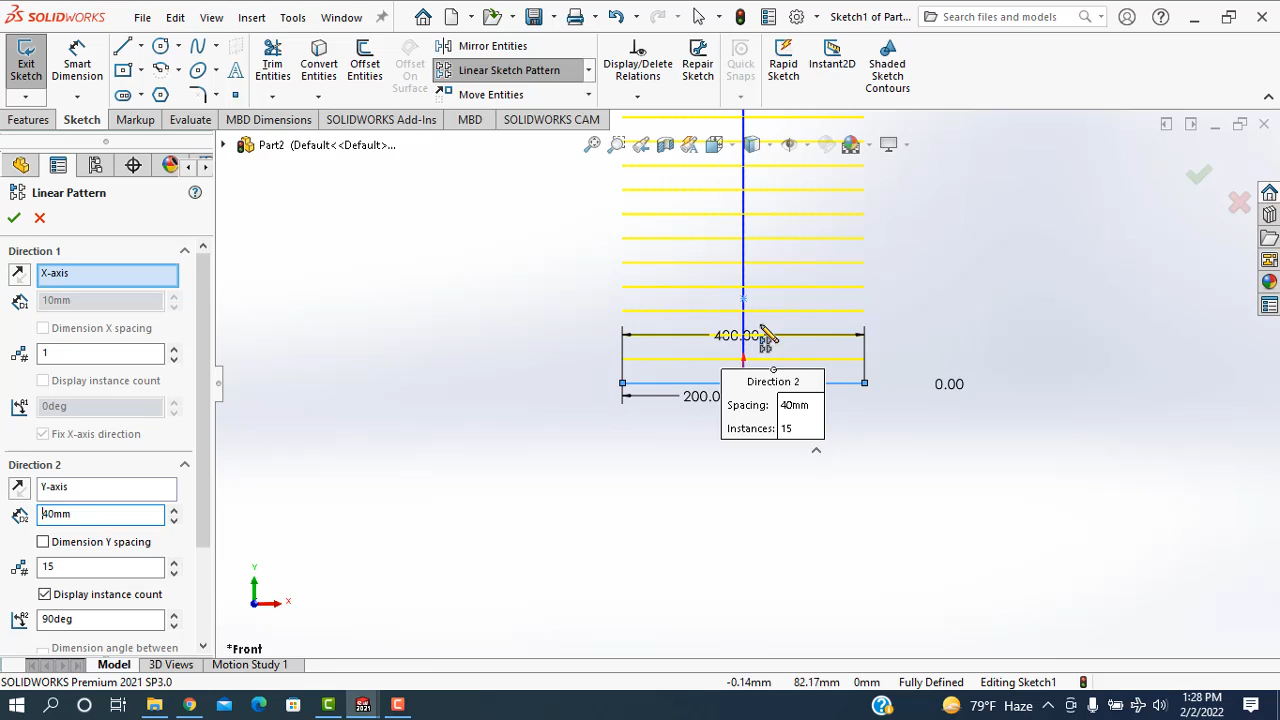 SOLIDWORKS
File
Edit
View
Insert
Tools
Window
Sketch1 of Part...
Search files and models
Exit
Sketch
Smart
Dimension
Trim
Entities
Convert
Entities
Offset
Entities
Offset
On
Surface
Mirror Entities
Linear Sketch Pattern
Move Entities
Display/Delete
Relations
Repair
Sketch
Quick
Snaps
Rapid
Sketch
Instant2D
Shaded
Sketch
Contours
Features
Sketch
Markup
Evaluate
MBD Dimensions
SOLIDWORKS Add-Ins
MBD
SOLIDWORKS CAM
Part2 (Default<<Default>...
Linear Pattern
Direction 1
X-axis
10mm
Dimension X spacing
1
Display instance count
0deg
Fix X-axis direction
Direction 2
Y-axis
40mm
Dimension Y spacing
15
Display instance count
90deg
Dimension angle between
400.00
200.0
0.00
Direction 2
Spacing: 40mm
Instances: 15
Y
X
*Front
Model
3D Views
Motion Study 1
SOLIDWORKS Premium 2021 SP3.0
-0.14mm
82.17mm
0mm
Fully Defined
Editing Sketch1
79°F Haze
1:28 PM
2/2/2022